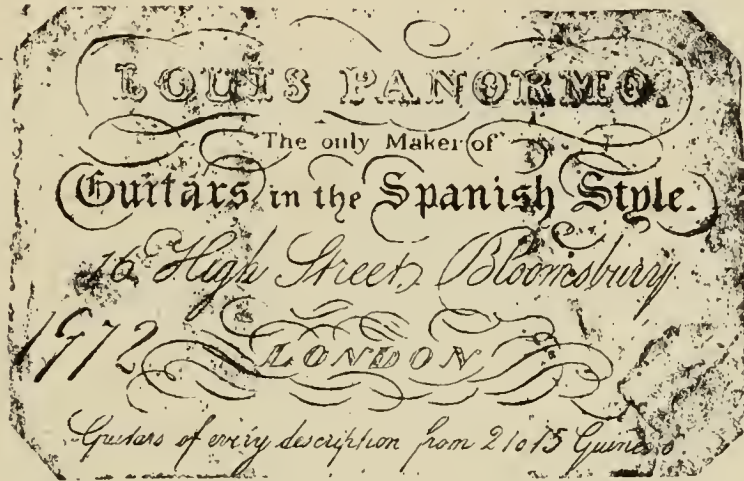 LOUIS PANORMO.
The only Maker of
Guitars in the Spanish Style.
46 High Street, Bloomsbury
1972 LONDON
Guitars of every description from 2 to 15 Guineas